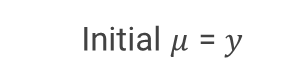 Initial 𝜇 = 𝑦